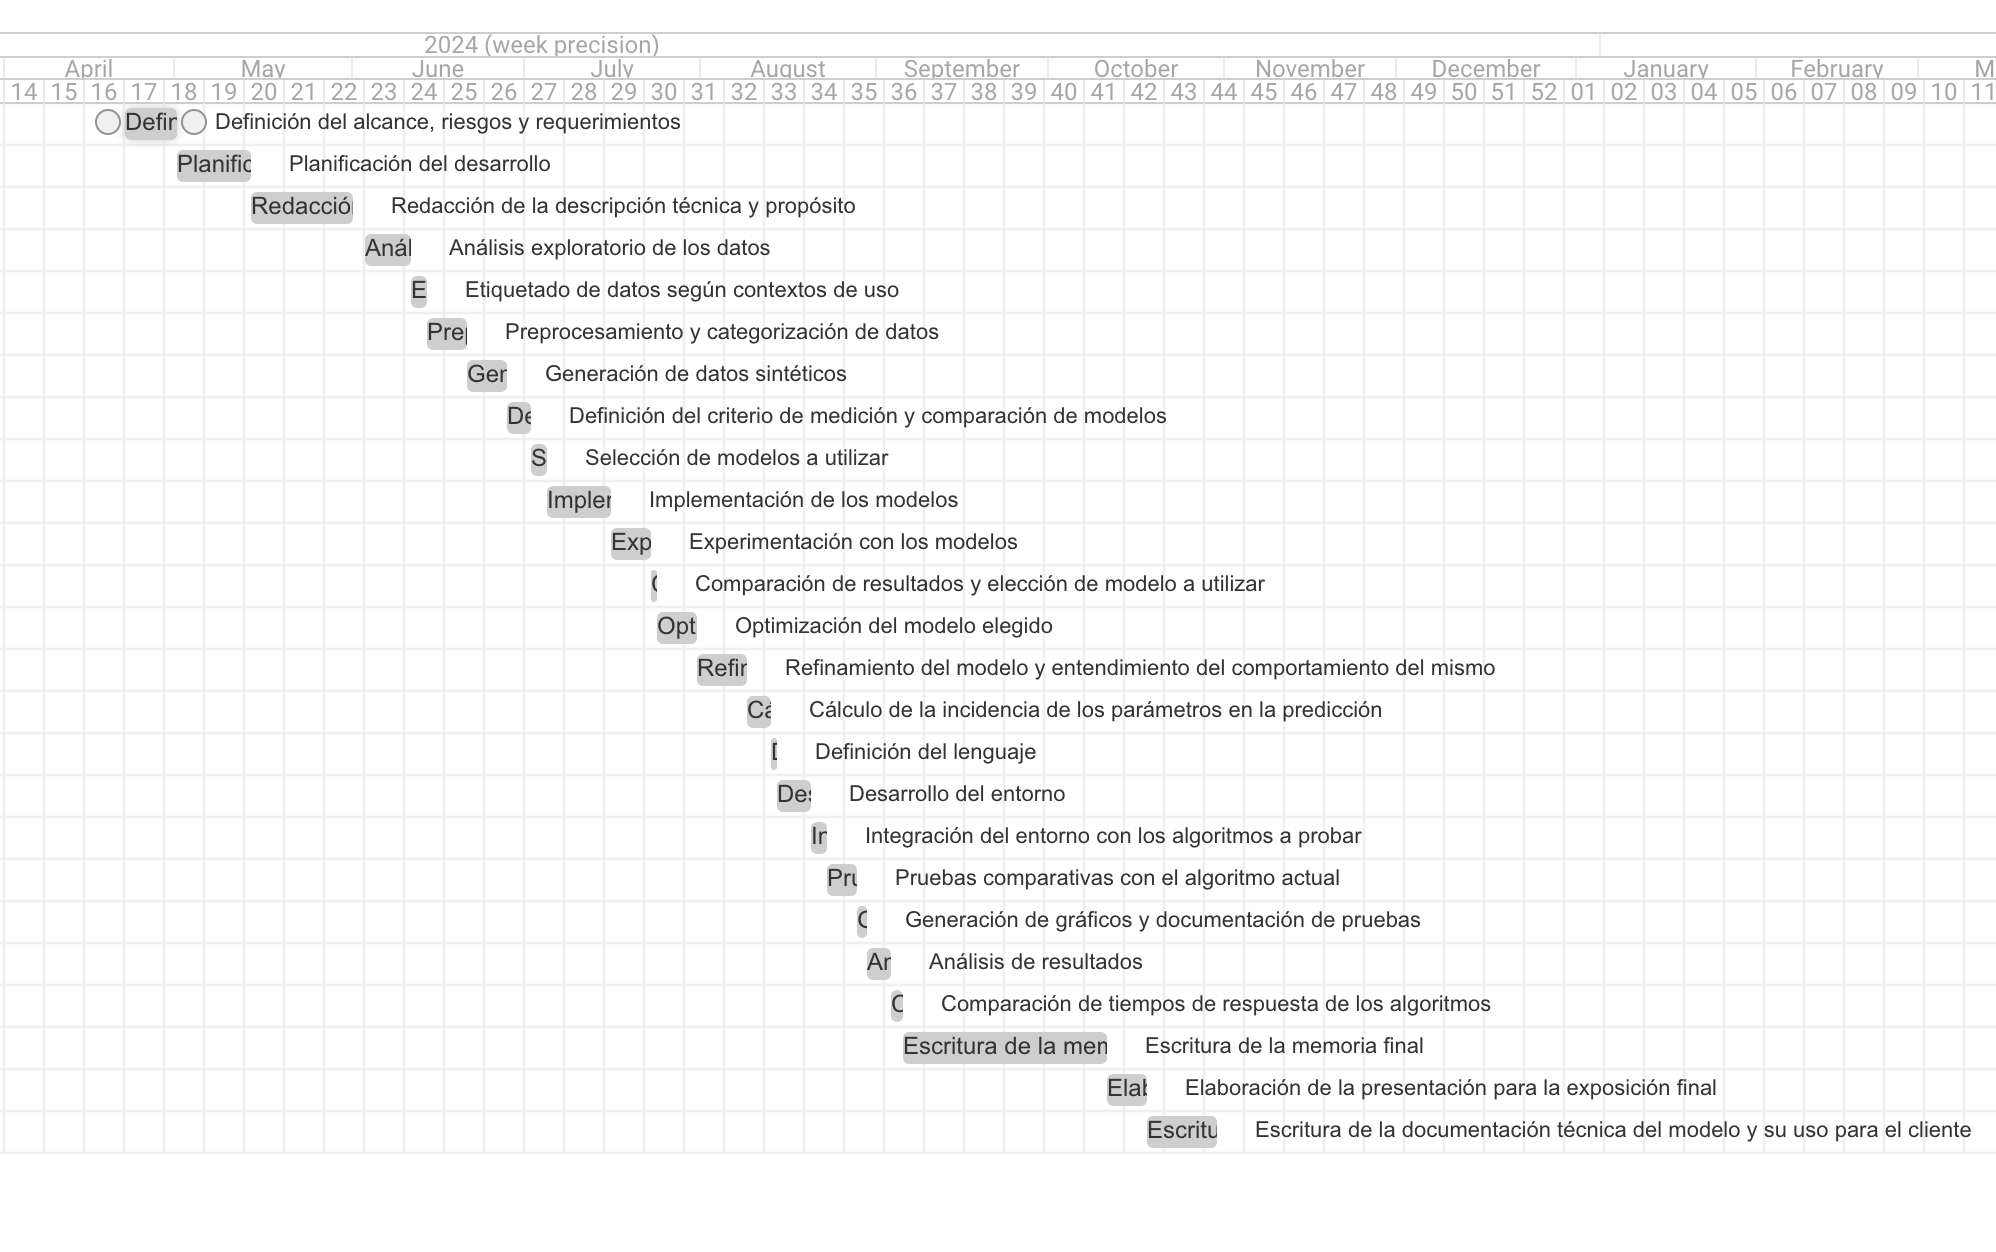 2024 (week precision)
April May June July August September October November December January February M
14 15 16 17 18 19 20 21 22 23 24 25 26 27 28 29 30 31 32 33 34 35 36 37 38 39 40 41 42 43 44 45 46 47 48 49 50 51 52 01 02 03 04 05 06 07 08 09 10 11
Defin Definición del alcance, riesgos y requerimientos
Planific Planificación del desarrollo
Redacció Redacción de la descripción técnica y propósito
Anál Análisis exploratorio de los datos
E Etiquetado de datos según contextos de uso
Prep Preprocesamiento y categorización de datos
Gen Generación de datos sintéticos
De Definición del criterio de medición y comparación de modelos
S Selección de modelos a utilizar
Implem Implementación de los modelos
Exp Experimentación con los modelos
C Comparación de resultados y elección de modelo a utilizar
Opt Optimización del modelo elegido
Refin Refinamiento del modelo y entendimiento del comportamiento del mismo
Cá Cálculo de la incidencia de los parámetros en la predicción
D Definición del lenguaje
Des Desarrollo del entorno
In Integración del entorno con los algoritmos a probar
Pru Pruebas comparativas con el algoritmo actual
G Generación de gráficos y documentación de pruebas
An Análisis de resultados
C Comparación de tiempos de respuesta de los algoritmos
Escritura de la mem Escritura de la memoria final
Elab Elaboración de la presentación para la exposición final
Escritu Escritura de la documentación técnica del modelo y su uso para el cliente